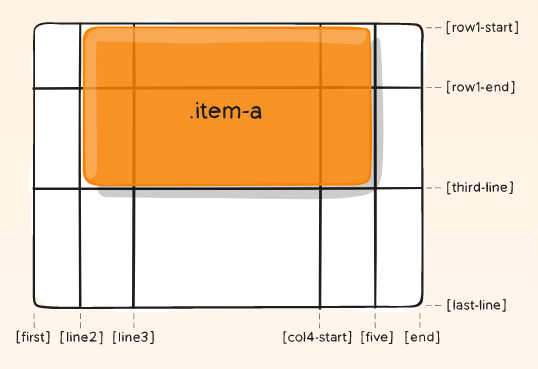 [row1-start]
[row1-end]
.item-a
[third-line]
[last-line]
[first] [line2] [line3] [col4-start] [five] [end]